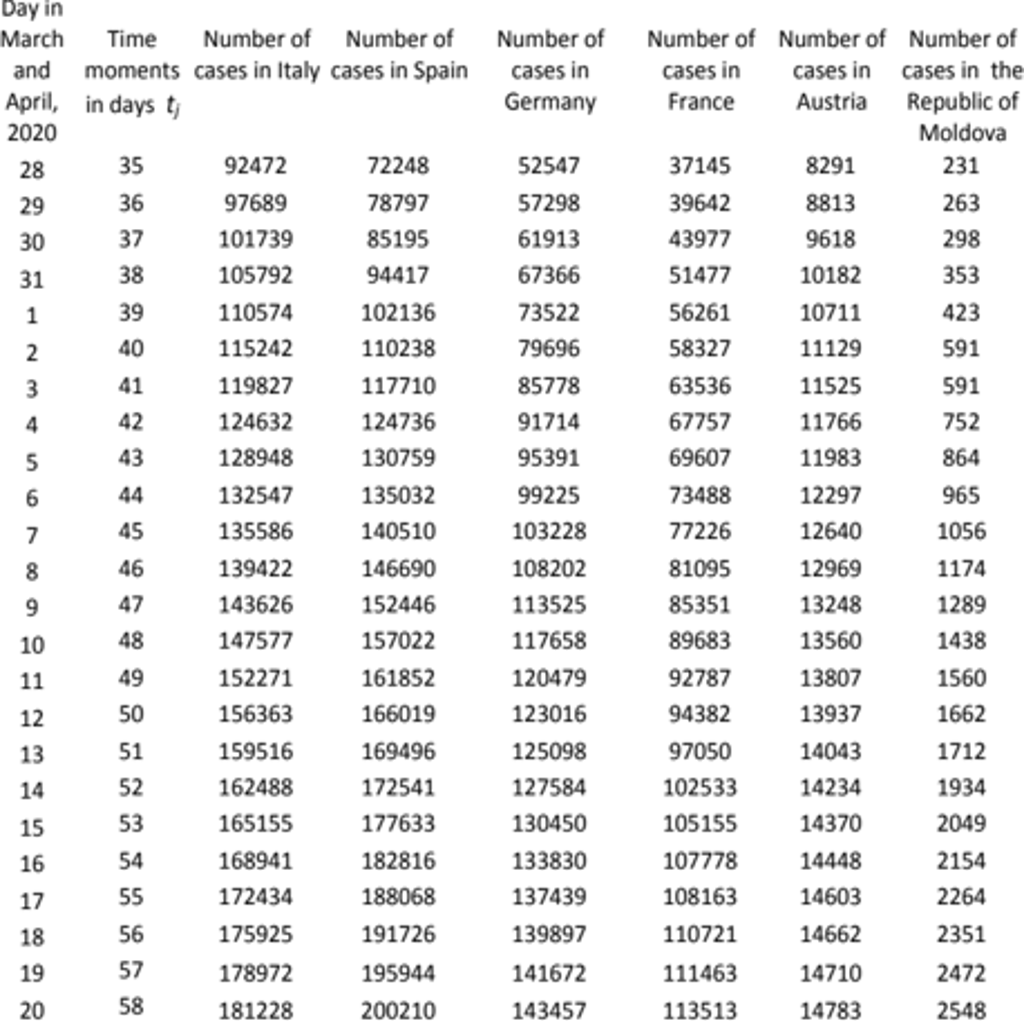 Day in
March Time Number of Number of Number of Number of Number of Number of
and moments cases in Italy cases in Spain cases in cases in cases in cases in the
April, in days tj Germany France Austria Republic of
2020 Moldova
28 35 92472 72248 52547 37145 8291 231
29 36 97689 78797 57298 39642 8813 263
30 37 101739 85195 61913 43977 9618 298
31 38 105792 94417 67366 51477 10182 353
1 39 110574 102136 73522 56261 10711 423
2 40 115242 110238 79696 58327 11129 591
3 41 119827 117710 85778 63536 11525 591
4 42 124632 124736 91714 67757 11766 752
5 43 128948 130759 95391 69607 11983 864
6 44 132547 135032 99225 73488 12297 965
7 45 135586 140510 103228 77226 12640 1056
8 46 139422 146690 108202 81095 12969 1174
9 47 143626 152446 113525 85351 13248 1289
10 48 147577 157022 117658 89683 13560 1438
11 49 152271 161852 120479 92787 13807 1560
12 50 156363 166019 123016 94382 13937 1662
13 51 159516 169496 125098 97050 14043 1712
14 52 162488 172541 127584 102533 14234 1934
15 53 165155 177633 130450 105155 14370 2049
16 54 168941 182816 133830 107778 14448 2154
17 55 172434 188068 137439 108163 14603 2264
18 56 175925 191726 139897 110721 14662 2351
19 57 178972 195944 141672 111463 14710 2472
20 58 181228 200210 143457 113513 14783 2548